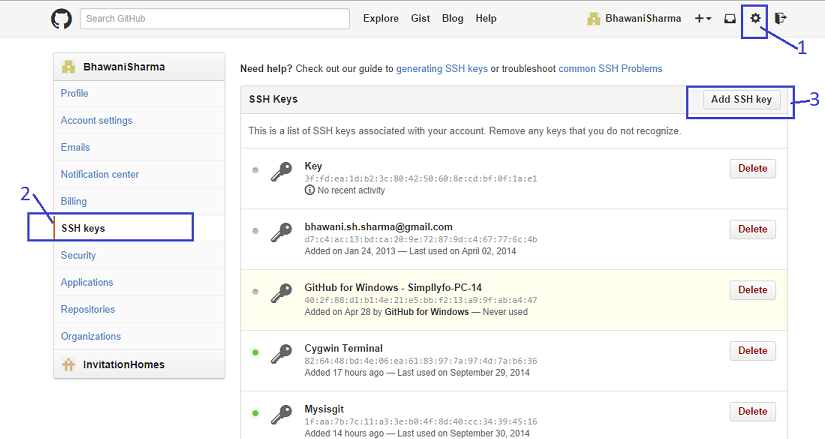 Search GitHub
Explore Gist Blog Help
BhawaniSharma
1
BhawaniSharma
Profile
Account settings
Emails
Notification center
Billing
2
SSH keys
Security
Applications
Repositories
Organizations
InvitationHomes
Need help? Check out our guide to generating SSH keys or troubleshoot common SSH Problems
SSH Keys
Add SSH key
3
This is a list of SSH keys associated with your account. Remove any keys that you do not recognize.
Key
3f:fd:ea:1d:b2:3c:80:42:50:60:8e:cd:bf:0f:1a:e1
No recent activity
Delete
bhawani.sh.sharma@gmail.com
d7:c4:ac:13:bd:ca:20:9e:72:87:9d:c4:67:77:6c:4b
Added on Jan 24, 2013 — Last used on April 02, 2014
Delete
GitHub for Windows - Simpllyfo-PC-14
40:2f:88:d1:b1:4e:21:e5:bb:f2:13:a9:9f:ab:a4:47
Added on Apr 28 by GitHub for Windows — Never used
Delete
Cygwin Terminal
82:64:48:bd:4e:06:ea:61:83:97:7a:97:4d:7a:b6:36
Added 17 hours ago — Last used on September 29, 2014
Delete
Mysisgit
1f:aa:7b:7c:11:a3:3e:b0:4f:8d:40:cc:34:39:45:16
Added 14 hours ago — Last used on September 30, 2014
Delete